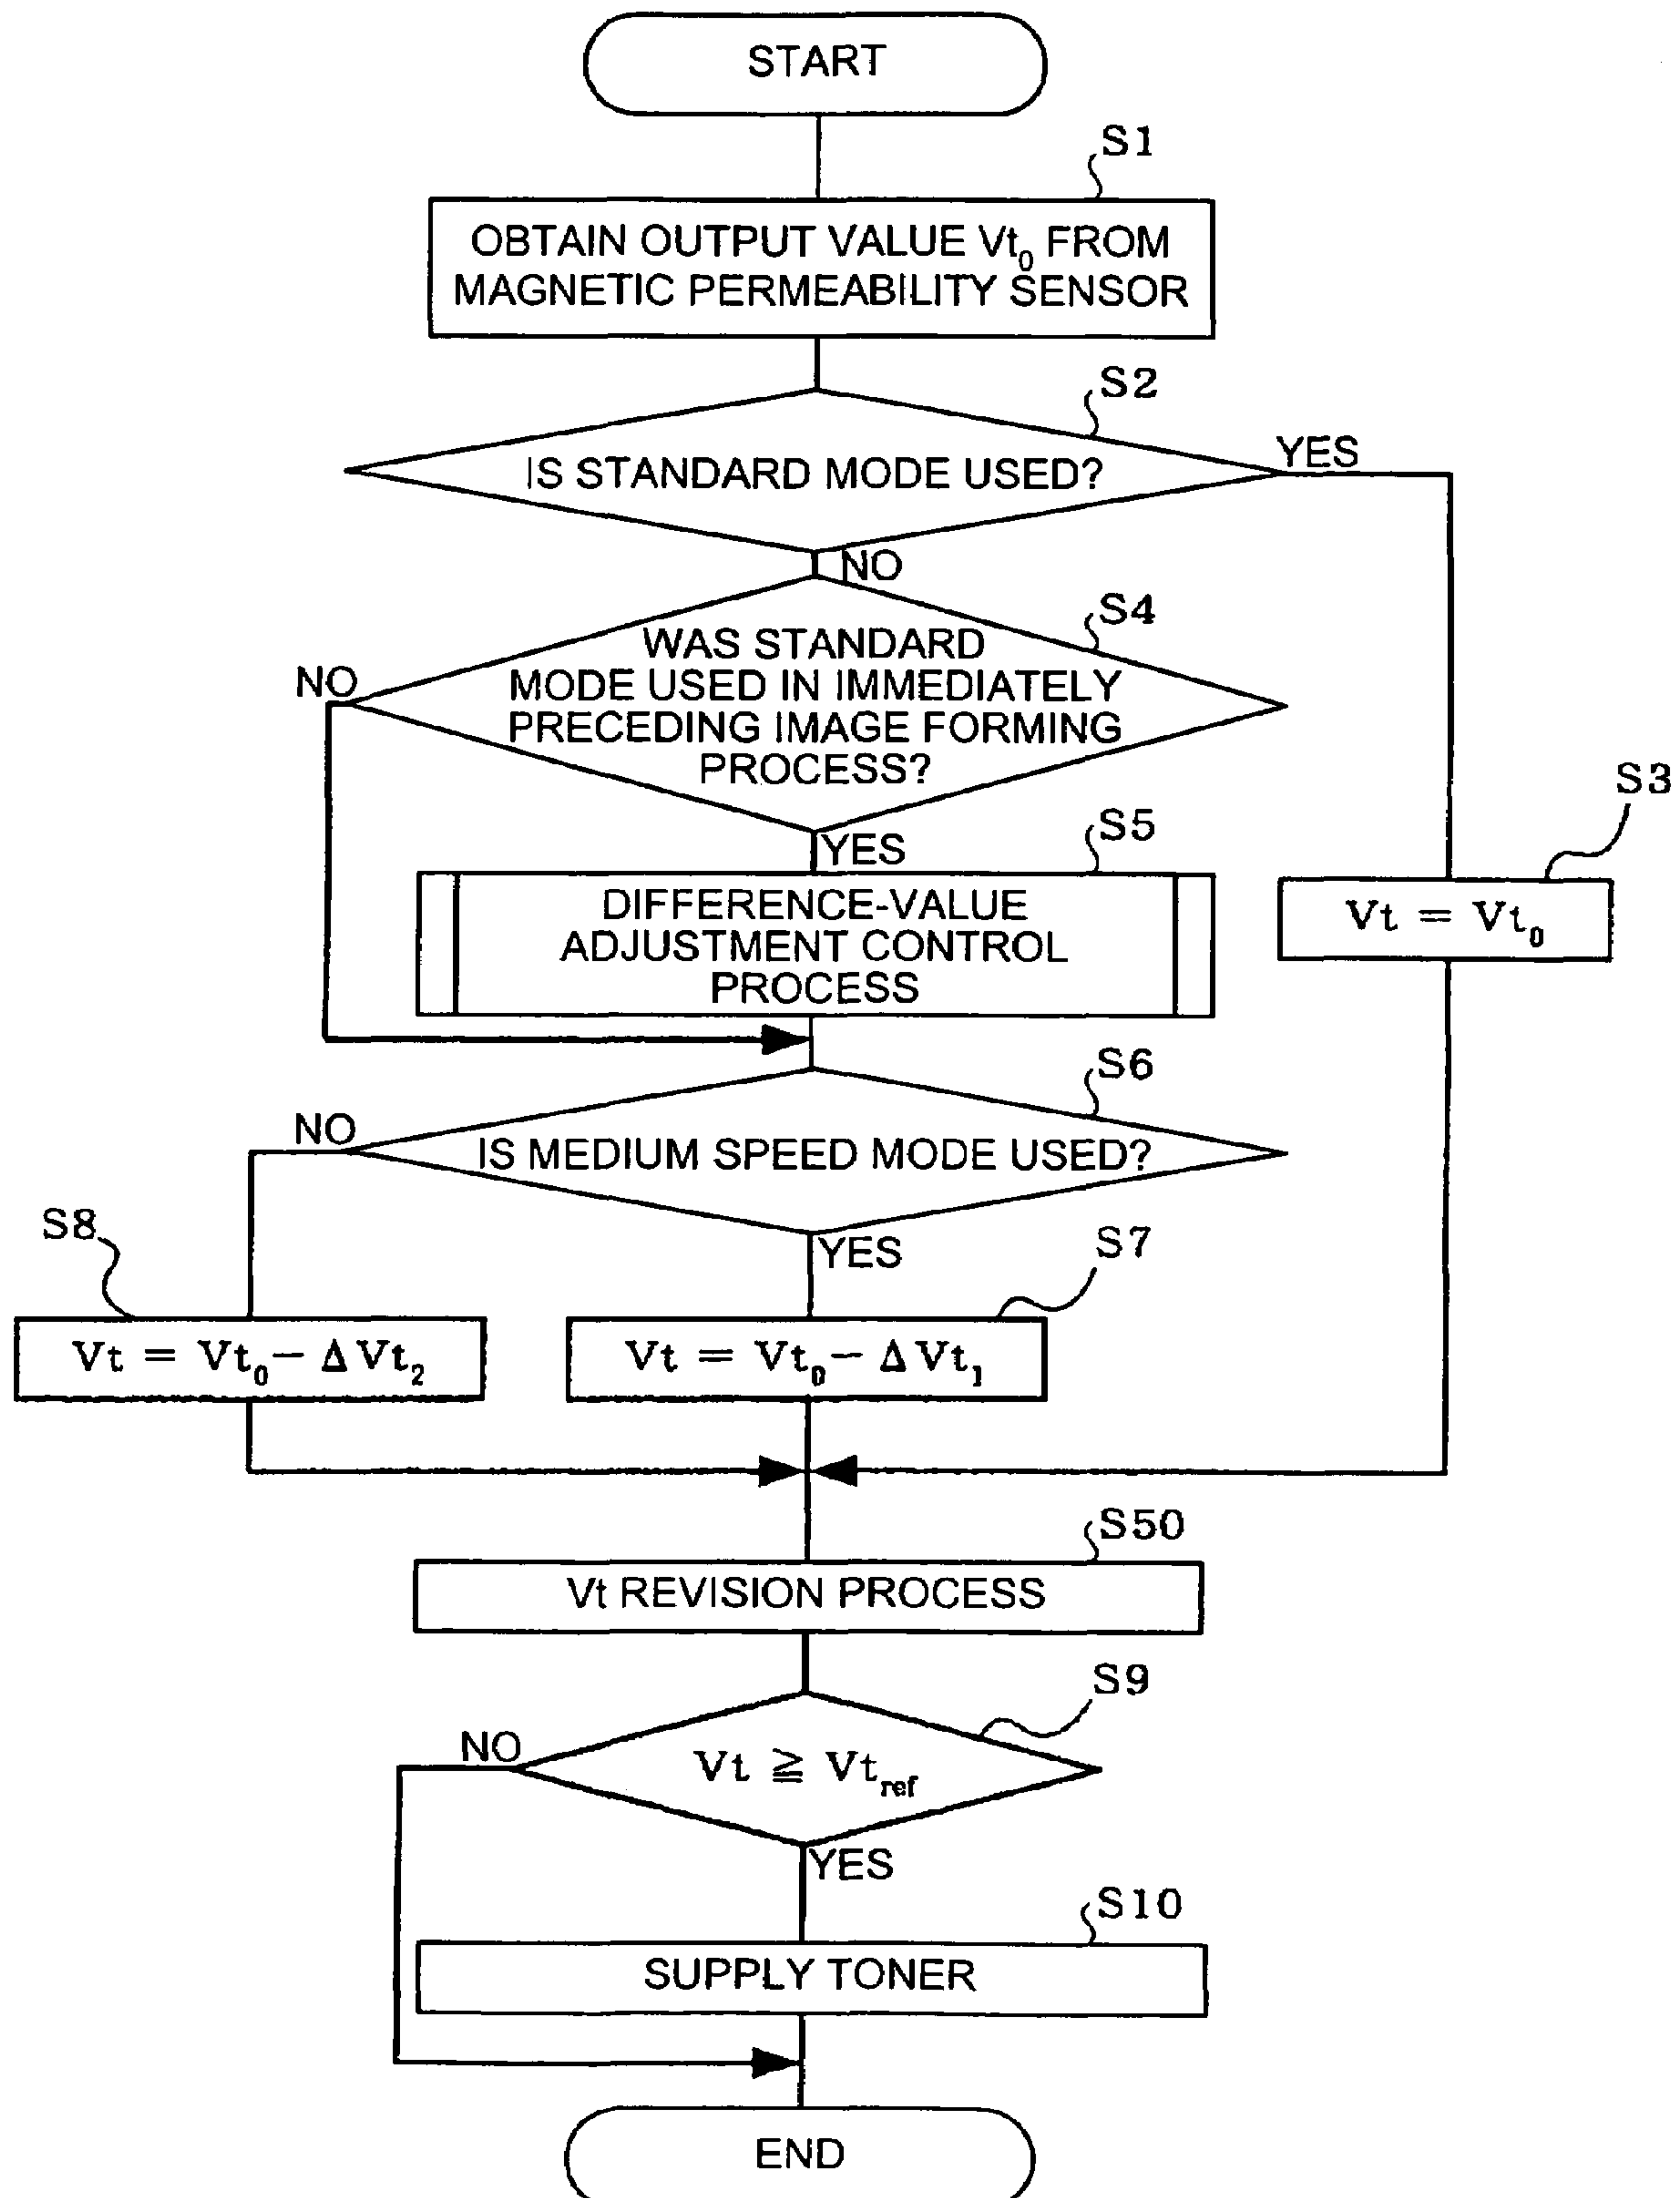 START
S1
OBTAIN OUTPUT VALUE Vt₀ FROM
MAGNETIC PERMEABILITY SENSOR
S2
IS STANDARD MODE USED?
YES
NO
S4
WAS STANDARD
MODE USED IN IMMEDIATELY
PRECEDING IMAGE FORMING
PROCESS?
NO
YES
S3
Vt = Vt₀
S5
DIFFERENCE-VALUE
ADJUSTMENT CONTROL
PROCESS
S6
IS MEDIUM SPEED MODE USED?
NO
YES
S8
Vt = Vt₀ − ΔVt₂
S7
Vt = Vt₀ − ΔVt₁
S50
Vt REVISION PROCESS
S9
Vt ≧ Vt_ref
NO
YES
S10
SUPPLY TONER
END